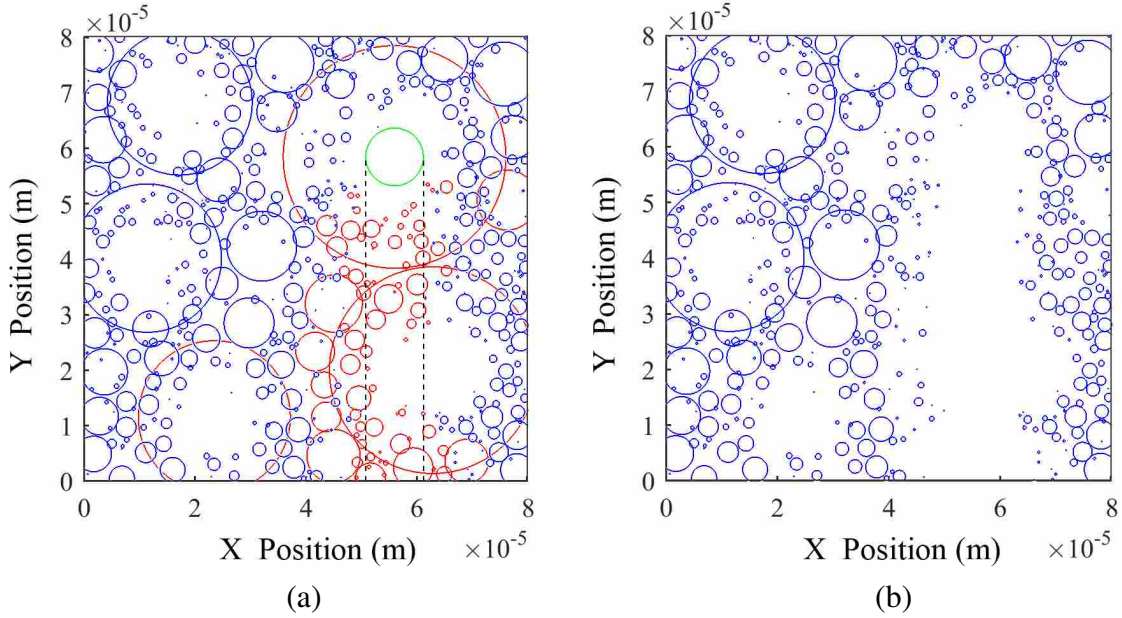 ×10⁻⁵ ×10⁻⁵
8 8
7 7
6 6
5 5
4 4
3 3
2 2
1 1
0 0
Y Position (m) Y Position (m)
0 2 4 6 8 0 2 4 6 8
X Position (m) ×10⁻⁵ X Position (m) ×10⁻⁵
(a) (b)